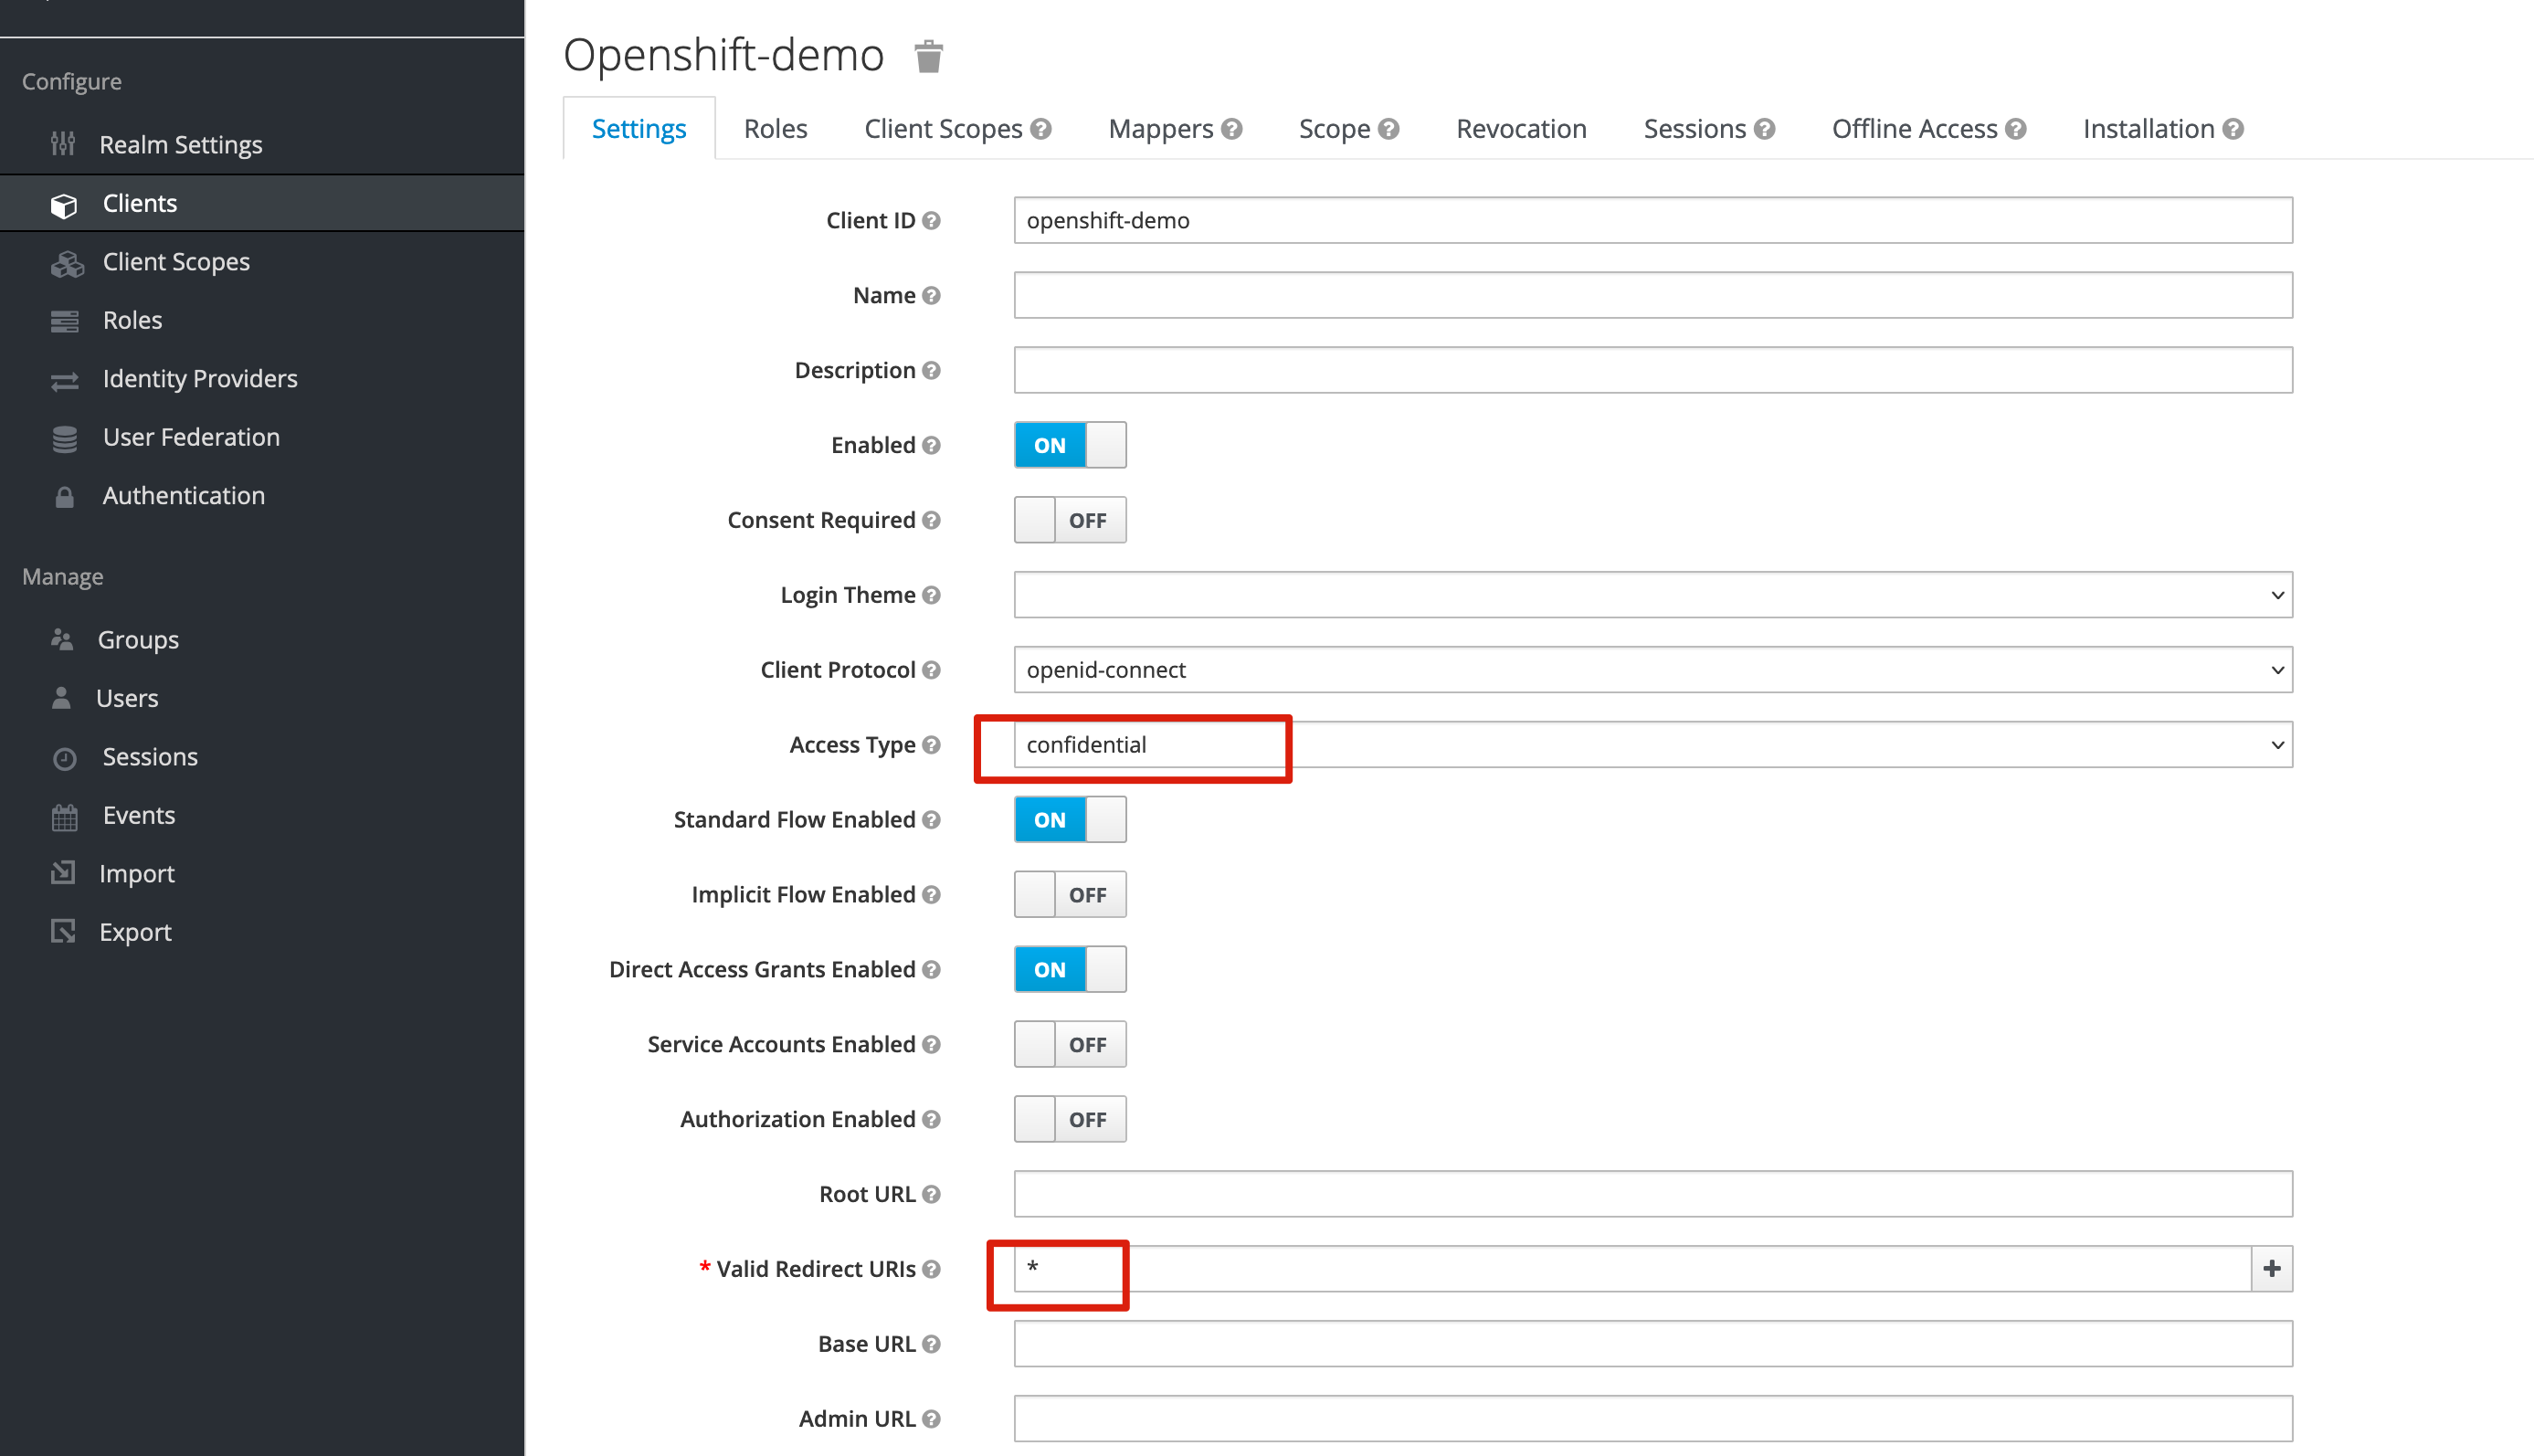 Configure
Realm Settings
Clients
Client Scopes
Roles
Identity Providers
User Federation
Authentication
Manage
Groups
Users
Sessions
Events
Import
Export
Openshift-demo
Settings Roles Client Scopes Mappers Scope Revocation Sessions Offline Access Installation
Client ID openshift-demo
Name
Description
Enabled ON
Consent Required OFF
Login Theme
Client Protocol openid-connect
Access Type confidential
Standard Flow Enabled ON
Implicit Flow Enabled OFF
Direct Access Grants Enabled ON
Service Accounts Enabled OFF
Authorization Enabled OFF
Root URL
* Valid Redirect URIs *
Base URL
Admin URL